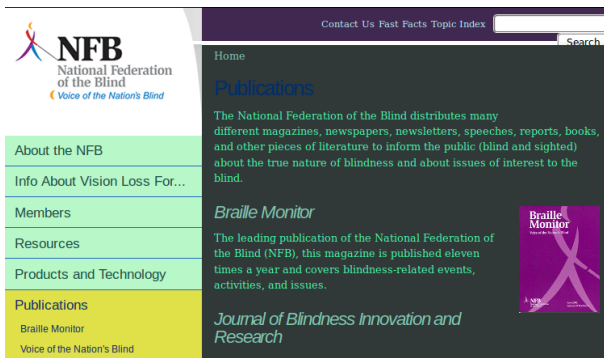 Contact Us Fast Facts Topic Index
Search
NFB
National Federation
of the Blind
Voice of the Nation's Blind
About the NFB
Info About Vision Loss For...
Members
Resources
Products and Technology
Publications
Braille Monitor
Voice of the Nation's Blind
Home
Publications
The National Federation of the Blind distributes many
different magazines, newspapers, newsletters, speeches, reports, books,
and other pieces of literature to inform the public (blind and sighted)
about the true nature of blindness and about issues of interest to the
blind.
Braille Monitor
The leading publication of the National Federation of
the Blind (NFB), this magazine is published eleven
times a year and covers blindness-related events,
activities, and issues.
Braille
Monitor
Voice of the Nation's Blind
NFB
Journal of Blindness Innovation and
Research